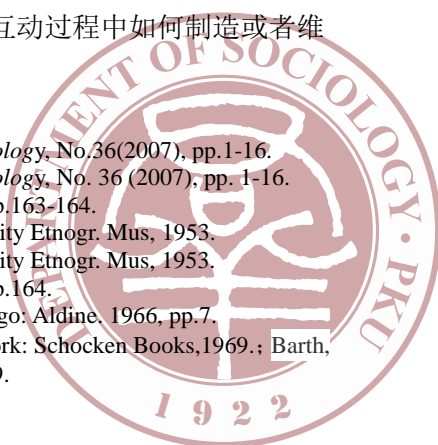 互动过程中如何制造或者维
ology, No.36(2007), pp.1-16.
ology, No. 36 (2007), pp. 1-16.
p.163-164.
ity Etnogr. Mus, 1953.
ity Etnogr. Mus, 1953.
p.164.
go: Aldine. 1966, pp.7.
ork: Schocken Books,1969.; Barth,
9.
DEPARTMENT OF SOCIOLOGY · PKU
1922